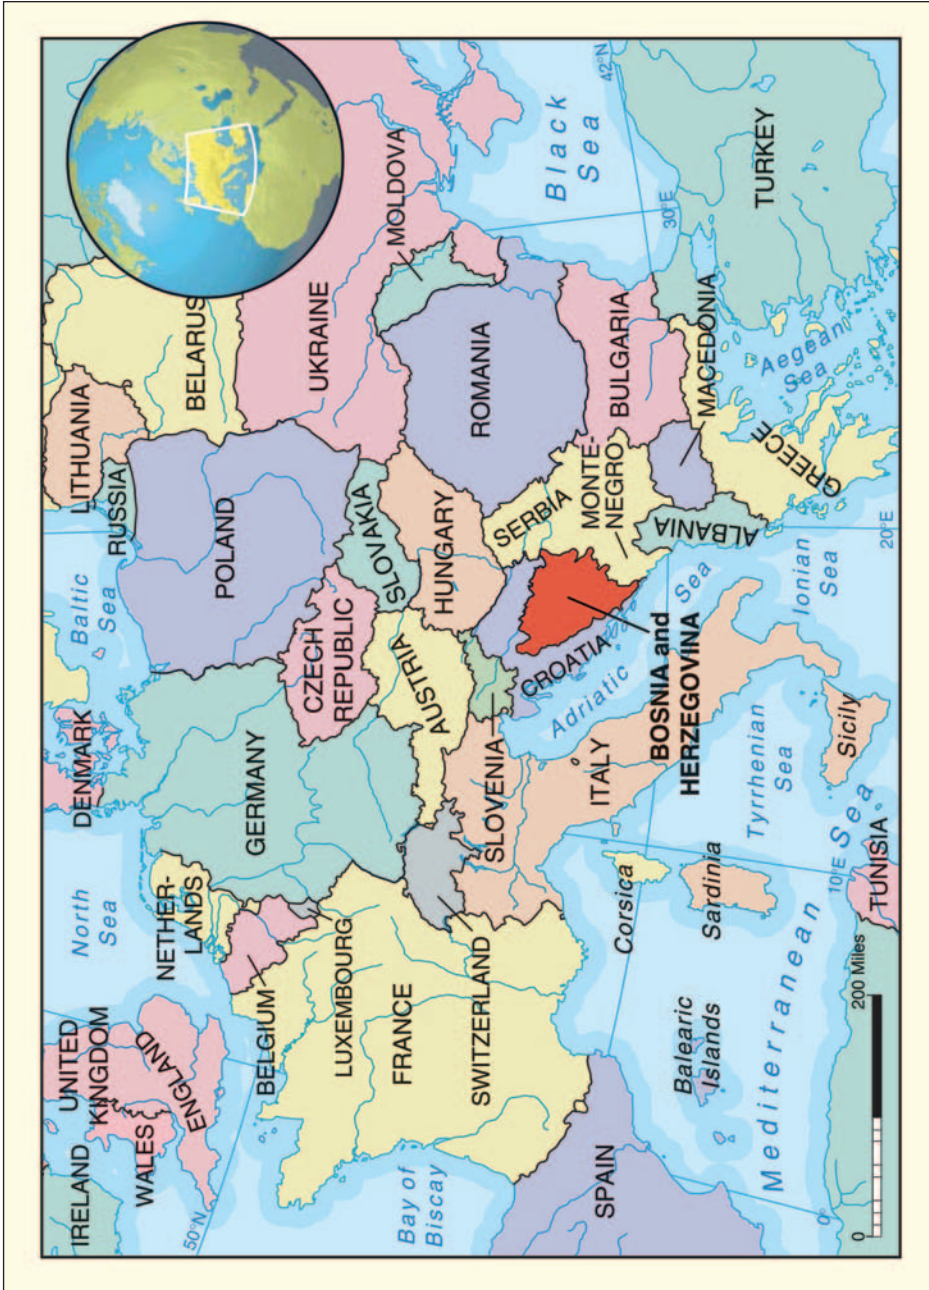 IRELAND
UNITED
KINGDOM
WALES
ENGLAND
North
Sea
DENMARK
Baltic
Sea
RUSSIA
LITHUANIA
BELARUS
NETHER-
LANDS
50°N
BELGIUM
LUXEMBOURG
GERMANY
POLAND
CZECH
REPUBLIC
SLOVAKIA
UKRAINE
MOLDOVA
FRANCE
SWITZERLAND
AUSTRIA
HUNGARY
ROMANIA
Bay of
Biscay
SLOVENIA
CROATIA
SERBIA
MONTE-
NEGRO
Black
Sea
42°N
SPAIN
ITALY
Adriatic
Sea
BOSNIA and
HERZEGOVINA
BULGARIA
MACEDONIA
ALBANIA
30°E
Corsica
Sardinia
Balearic
Islands
Tyrrhenian
Sea
Ionian
Sea
GREECE
Aegean
Sea
TURKEY
Mediterranean
Sea
Sicily
0°
10°E
20°E
TUNISIA
0
200 Miles